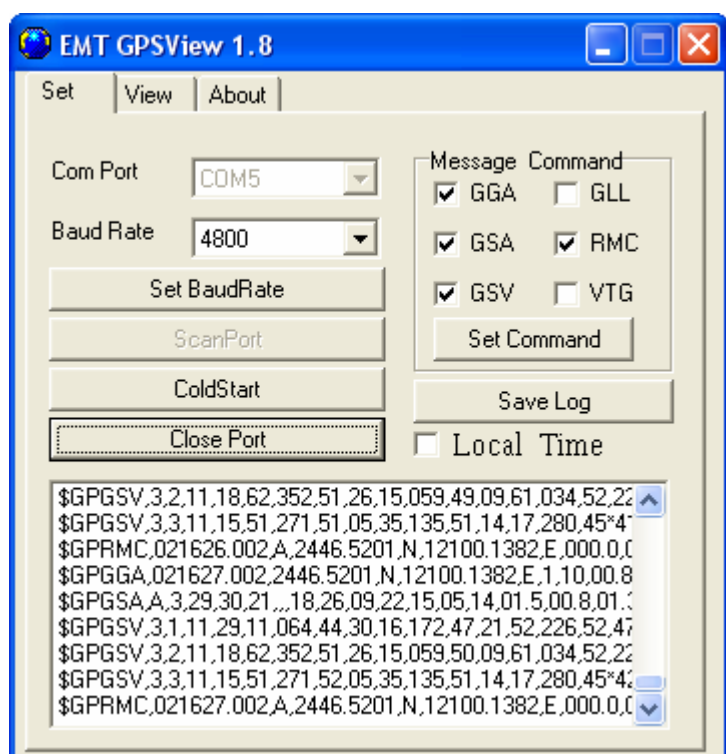 EMT GPSView 1.8
Set View About
Com Port COM5
Baud Rate 4800
Set BaudRate
ScanPort
ColdStart
Close Port
Message Command
GGA GLL
GSA RMC
GSV VTG
Set Command
Save Log
Local Time
$GPGSV,3,2,11,18,62,352,51,26,15,059,49,09,61,034,52,22
$GPGSV,3,3,11,15,51,271,51,05,35,135,51,14,17,280,45*4
$GPRMC,021626.002,A,2446.5201,N,12100.1382,E,000.0,0
$GPGGA,021627.002,2446.5201,N,12100.1382,E,1,10,00.8
$GPGSA,A,3,29,30,21,,,18,26,09,22,15,05,14,01.5,00.8,01.
$GPGSV,3,1,11,29,11,064,44,30,16,172,47,21,52,226,52,47
$GPGSV,3,2,11,18,62,352,51,26,15,059,50,09,61,034,52,22
$GPGSV,3,3,11,15,51,271,52,05,35,135,51,14,17,280,45*42
$GPRMC,021627.002,A,2446.5201,N,12100.1382,E,000.0,0